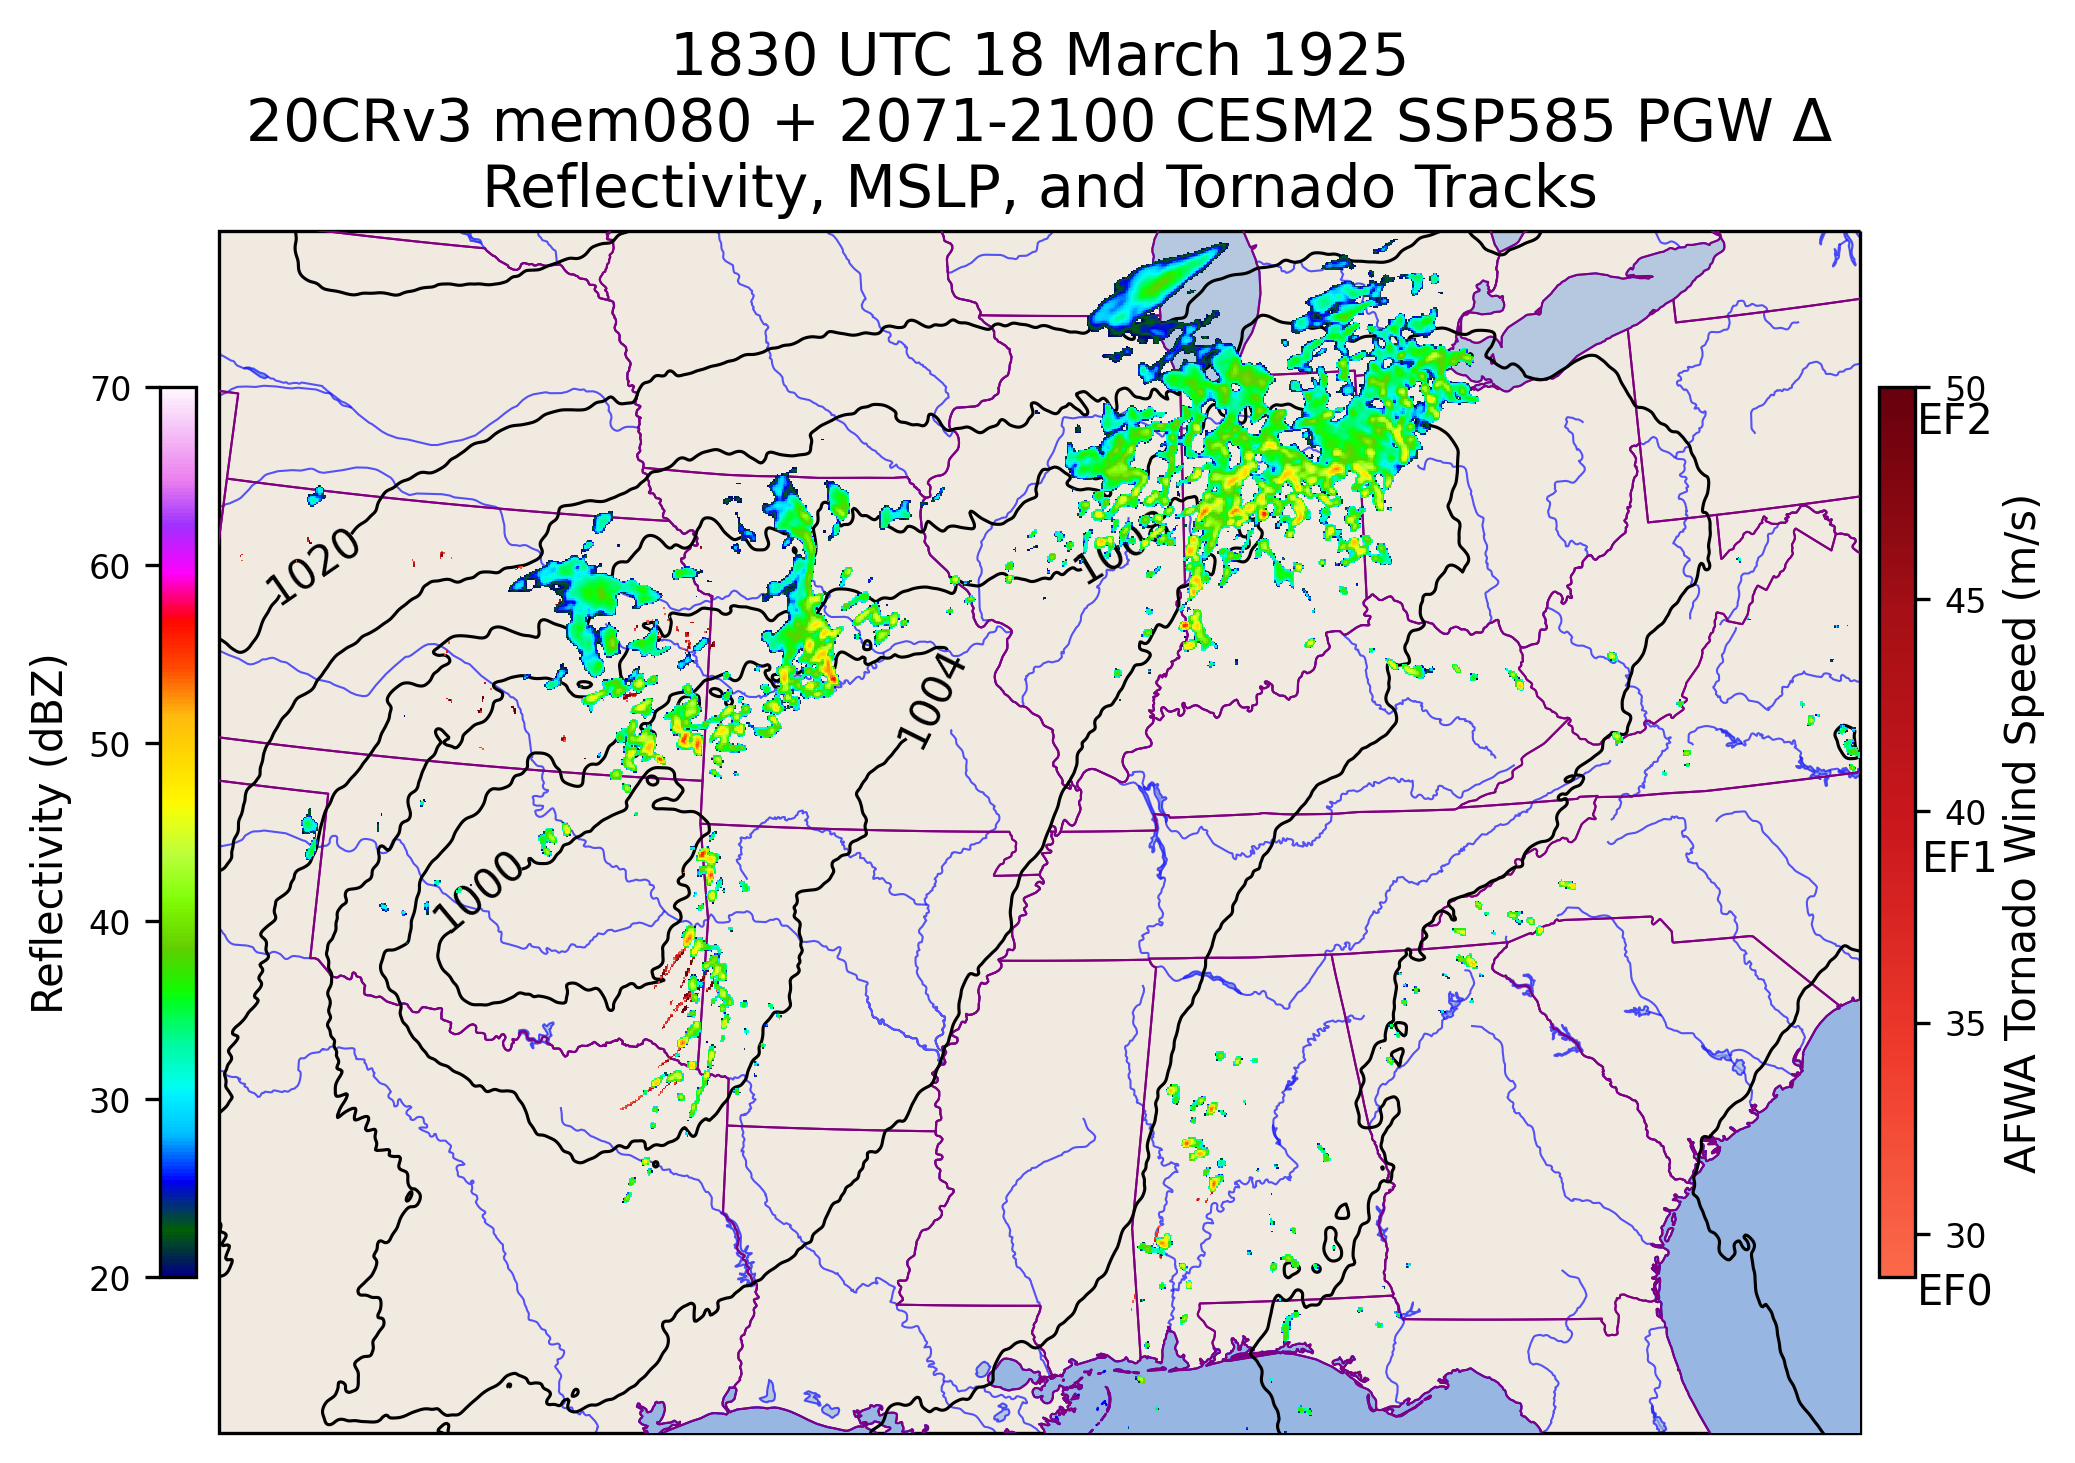 1830 UTC 18 March 1925
20CRv3 mem080 + 2071-2100 CESM2 SSP585 PGW Δ
Reflectivity, MSLP, and Tornado Tracks
Reflectivity (dBZ)
70
60
50
40
30
20
1020
1004
1000
50
EF2
45
40
EF1
35
30
EF0
AFWA Tornado Wind Speed (m/s)